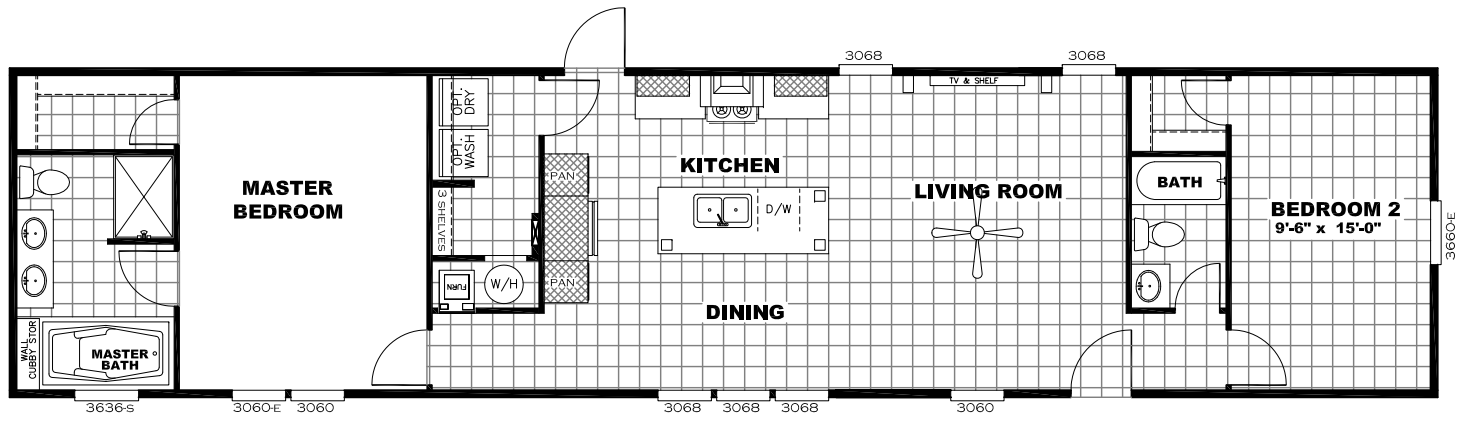 3068
3068
OPT.
DRY
TV & SHELF
OPT.
WASH
KITCHEN
PAN
BATH
MASTER
BEDROOM
LIVING ROOM
3 SHELVES
D/W
BEDROOM 2
9'-6" x 15'-0"
3660-E
FURN
W/H
PAN
DINING
WALL
CUBBY STOR
MASTER
BATH
3636-S
3060-E
3060
3068
3068
3068
3060